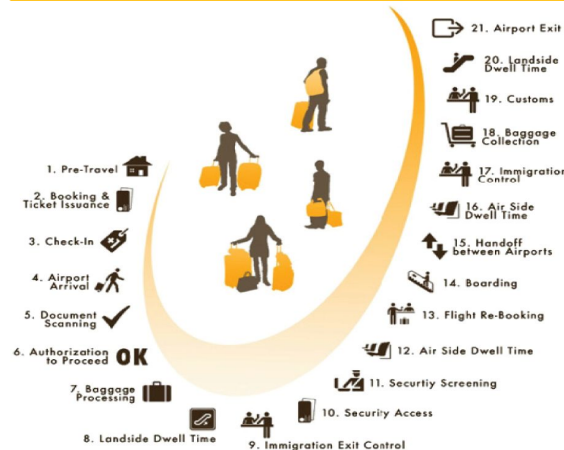 1. Pre-Travel
2. Booking &
Ticket Issuance
3. Check-In
4. Airport
Arrival
5. Document
Scanning
6. Authorization
to Proceed
OK
7. Baggage
Processing
8. Landside Dwell Time
9. Immigration Exit Control
10. Security Access
11. Securtiy Screening
12. Air Side Dwell Time
13. Flight Re-Booking
14. Boarding
15. Handoff
between Airports
16. Air Side
Dwell Time
17. Immigration
Control
18. Baggage
Collection
19. Customs
20. Landside
Dwell Time
21. Airport Exit